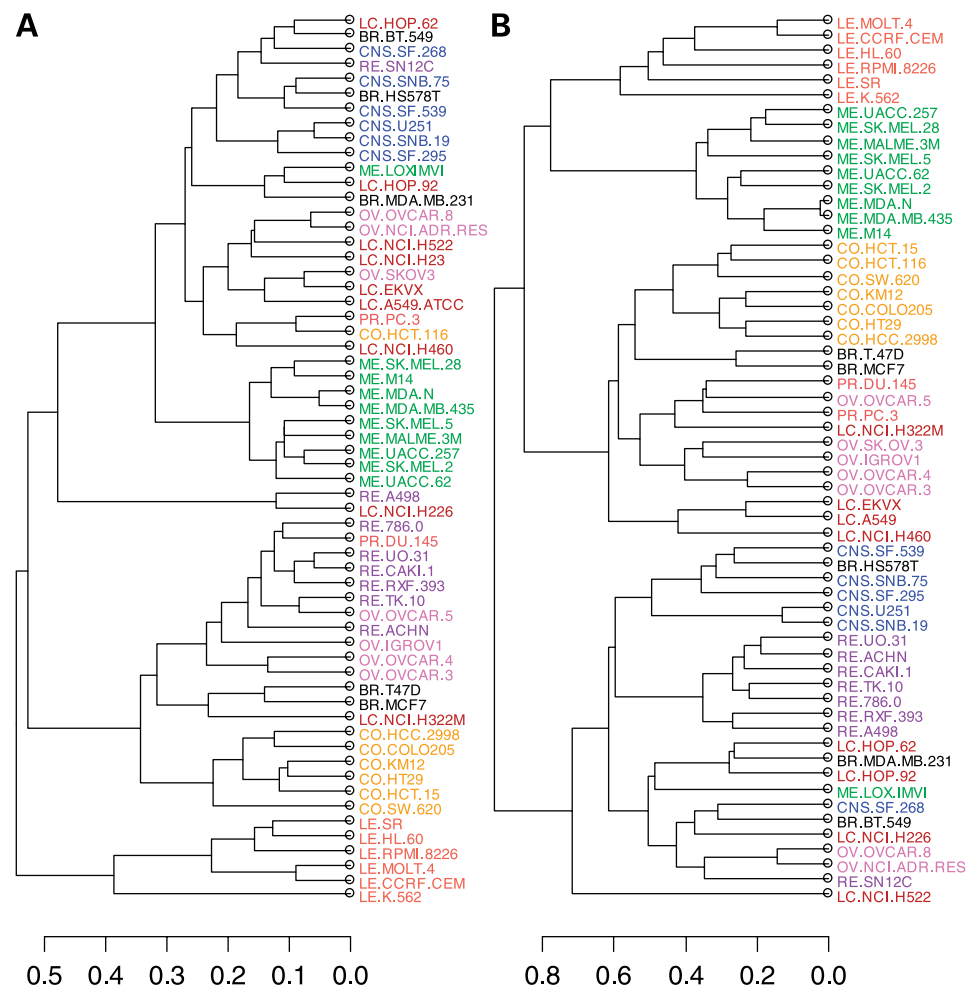 A
LC.HOP.62
BR.BT.549
CNS.SF.268
RE.SN12C
CNS.SNB.75
BR.HS578T
CNS.SF.539
CNS.U251
CNS.SNB.19
CNS.SF.295
ME.LOXIMVI
LC.HOP.92
BR.MDA.MB.231
OV.OVCAR.8
OV.NCI.ADR.RES
LC.NCI.H522
LC.NCI.H23
OV.SKOV3
LC.EKVX
LC.A549.ATCC
PR.PC.3
CO.HCT.116
LC.NCI.H460
ME.SK.MEL.28
ME.M14
ME.MDA.N
ME.MDA.MB.435
ME.SK.MEL.5
ME.MALME.3M
ME.UACC.257
ME.SK.MEL.2
ME.UACC.62
RE.A498
LC.NCI.H226
RE.786.0
PR.DU.145
RE.UO.31
RE.CAKI.1
RE.RXF.393
RE.TK.10
OV.OVCAR.5
RE.ACHN
OV.IGROV1
OV.OVCAR.4
OV.OVCAR.3
BR.T47D
BR.MCF7
LC.NCI.H322M
CO.HCC.2998
CO.COLO205
CO.KM12
CO.HT29
CO.HCT.15
CO.SW.620
LE.SR
LE.HL.60
LE.RPMI.8226
LE.MOLT.4
LE.CCRF.CEM
LE.K.562
0.5 0.4 0.3 0.2 0.1 0.0
B
LE.MOLT.4
LE.CCRF.CEM
LE.HL.60
LE.RPMI.8226
LE.SR
LE.K.562
ME.UACC.257
ME.SK.MEL.28
ME.MALME.3M
ME.SK.MEL.5
ME.UACC.62
ME.SK.MEL.2
ME.MDA.N
ME.MDA.MB.435
ME.M14
CO.HCT.15
CO.HCT.116
CO.SW.620
CO.KM12
CO.COLO205
CO.HT29
CO.HCC.2998
BR.T.47D
BR.MCF7
PR.DU.145
OV.OVCAR.5
PR.PC.3
LC.NCI.H322M
OV.SK.OV.3
OV.IGROV1
OV.OVCAR.4
OV.OVCAR.3
LC.EKVX
LC.A549
LC.NCI.H460
CNS.SF.539
BR.HS578T
CNS.SNB.75
CNS.SF.295
CNS.U251
CNS.SNB.19
RE.UO.31
RE.ACHN
RE.CAKI.1
RE.TK.10
RE.786.0
RE.RXF.393
RE.A498
LC.HOP.62
BR.MDA.MB.231
LC.HOP.92
ME.LOX.IMVI
CNS.SF.268
BR.BT.549
LC.NCI.H226
OV.OVCAR.8
OV.NCI.ADR.RES
RE.SN12C
LC.NCI.H522
0.8 0.6 0.4 0.2 0.0